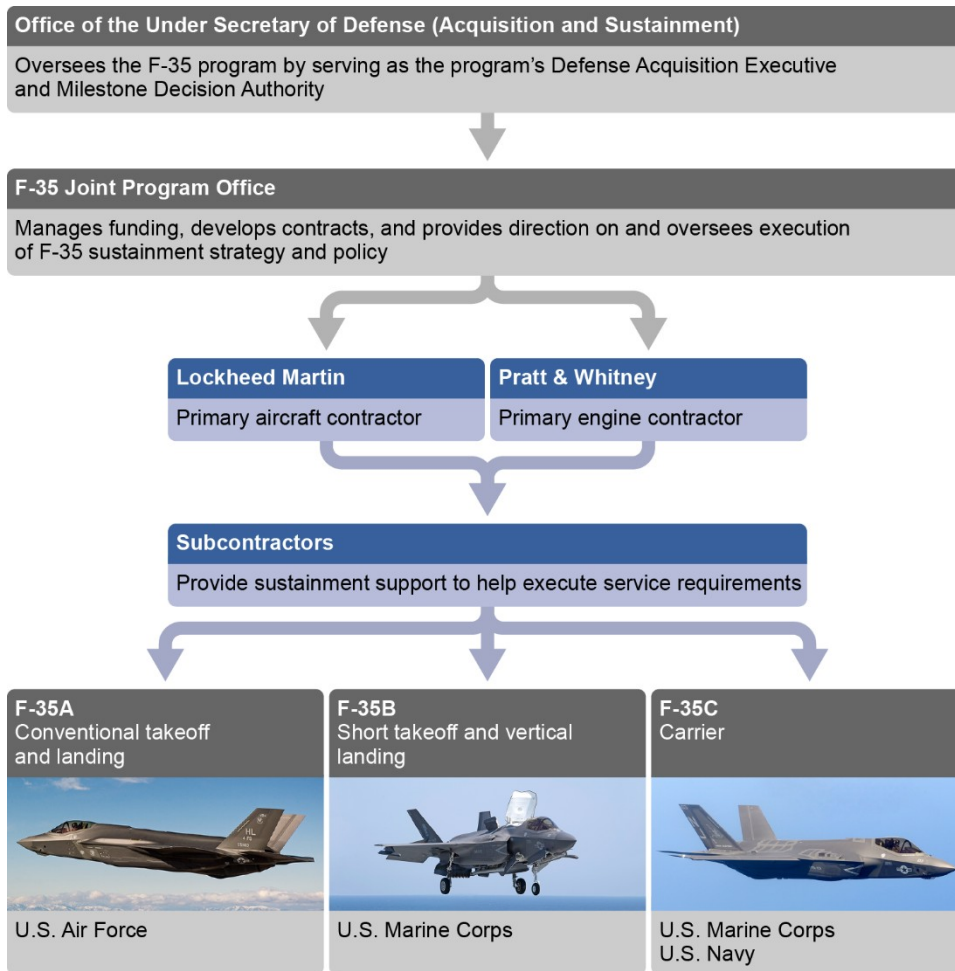 Office of the Under Secretary of Defense (Acquisition and Sustainment)
Oversees the F-35 program by serving as the program's Defense Acquisition Executive
and Milestone Decision Authority
F-35 Joint Program Office
Manages funding, develops contracts, and provides direction on and oversees execution
of F-35 sustainment strategy and policy
Lockheed Martin
Primary aircraft contractor
Pratt & Whitney
Primary engine contractor
Subcontractors
Provide sustainment support to help execute service requirements
F-35A
Conventional takeoff
and landing
HL
U.S. Air Force
F-35B
Short takeoff and vertical
landing
U.S. Marine Corps
F-35C
Carrier
U.S. Marine Corps
U.S. Navy